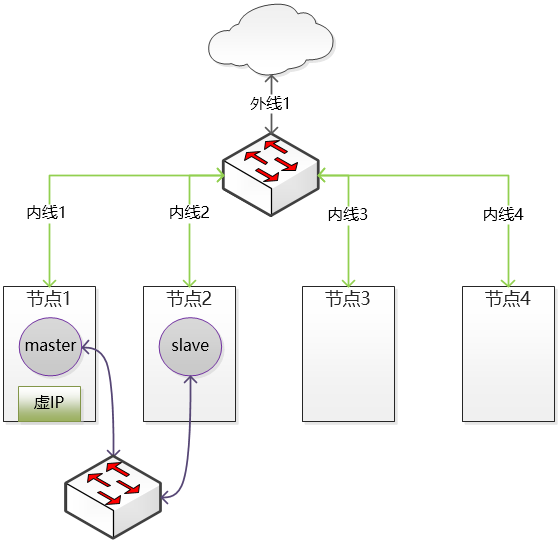 外线1
内线1
内线2
内线3
内线4
节点1
节点2
节点3
节点4
master
slave
虚IP